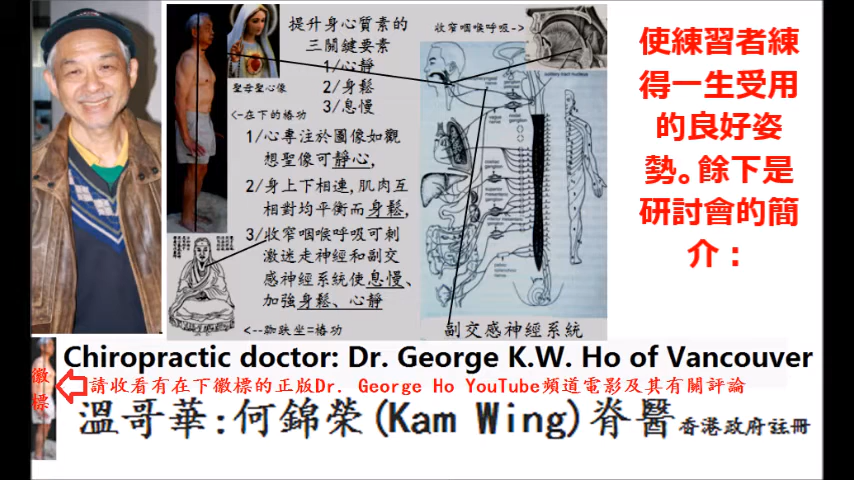 提升身心質素的
三關鍵要素
1/心靜
2/身鬆
3/息慢
聖母聖心像
<-在下的樁功
1/心專注於圖像如觀
想聖像可靜心,
2/身上下相連,肌肉互
相對均平衡而身鬆,
3/收窄咽喉呼吸可刺
激迷走神經和副交
感神經系統使息慢、
加強身鬆、心靜
<--跏趺坐=樁功
收窄咽喉呼吸->
副交感神經系統
使練習者練
得一生受用
的良好姿
勢。餘下是
研討會的簡
介：
Chiropractic doctor: Dr. George K.W. Ho of Vancouver
徽標
請收看有在下徽標的正版Dr. George Ho YouTube頻道電影及其有關評論
溫哥華:何錦榮(Kam Wing)脊醫香港政府註冊